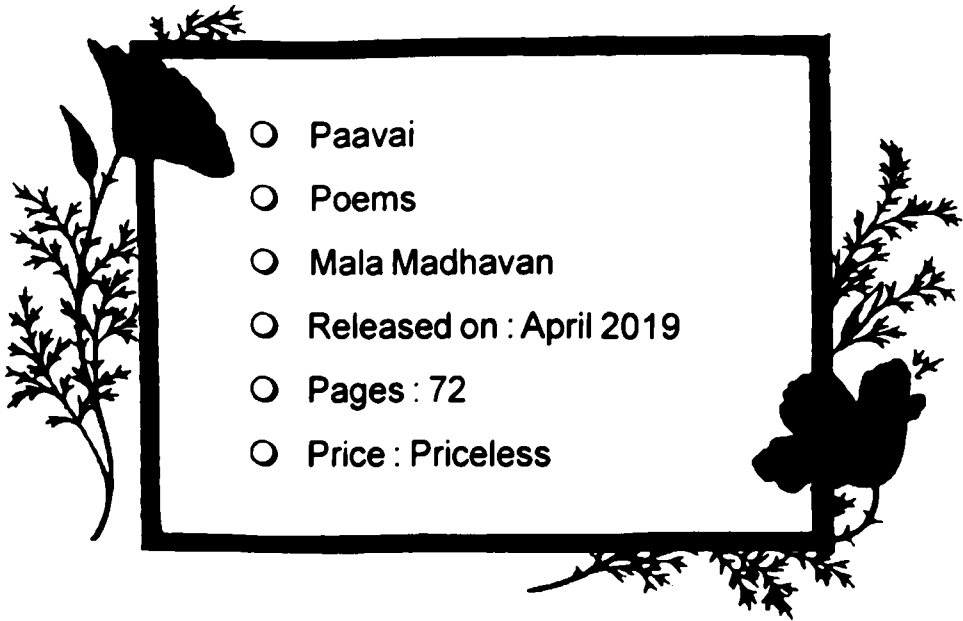 Paavai
Poems
Mala Madhavan
Released on : April 2019
Pages : 72
Price : Priceless